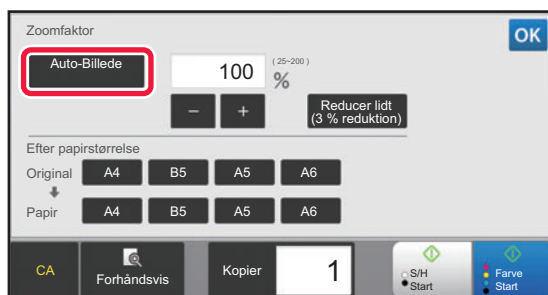 Zoomfaktor
OK
Auto-Billede
100
(25~200)
%
−
+
Reducer lidt
(3 % reduktion)
Efter papirstørrelse
Original A4 B5 A5 A6
Papir A4 B5 A5 A6
CA
Forhåndsvis
Kopier
1
S/H
Start
Farve
Start